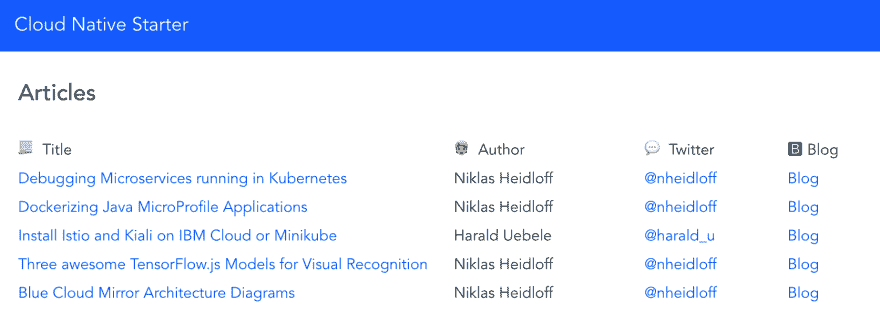 Cloud Native Starter
Articles
Title Author Twitter B Blog
Debugging Microservices running in Kubernetes Niklas Heidloff @nheidloff Blog
Dockerizing Java MicroProfile Applications Niklas Heidloff @nheidloff Blog
Install Istio and Kiali on IBM Cloud or Minikube Harald Uebele @harald_u Blog
Three awesome TensorFlow.js Models for Visual Recognition Niklas Heidloff @nheidloff Blog
Blue Cloud Mirror Architecture Diagrams Niklas Heidloff @nheidloff Blog